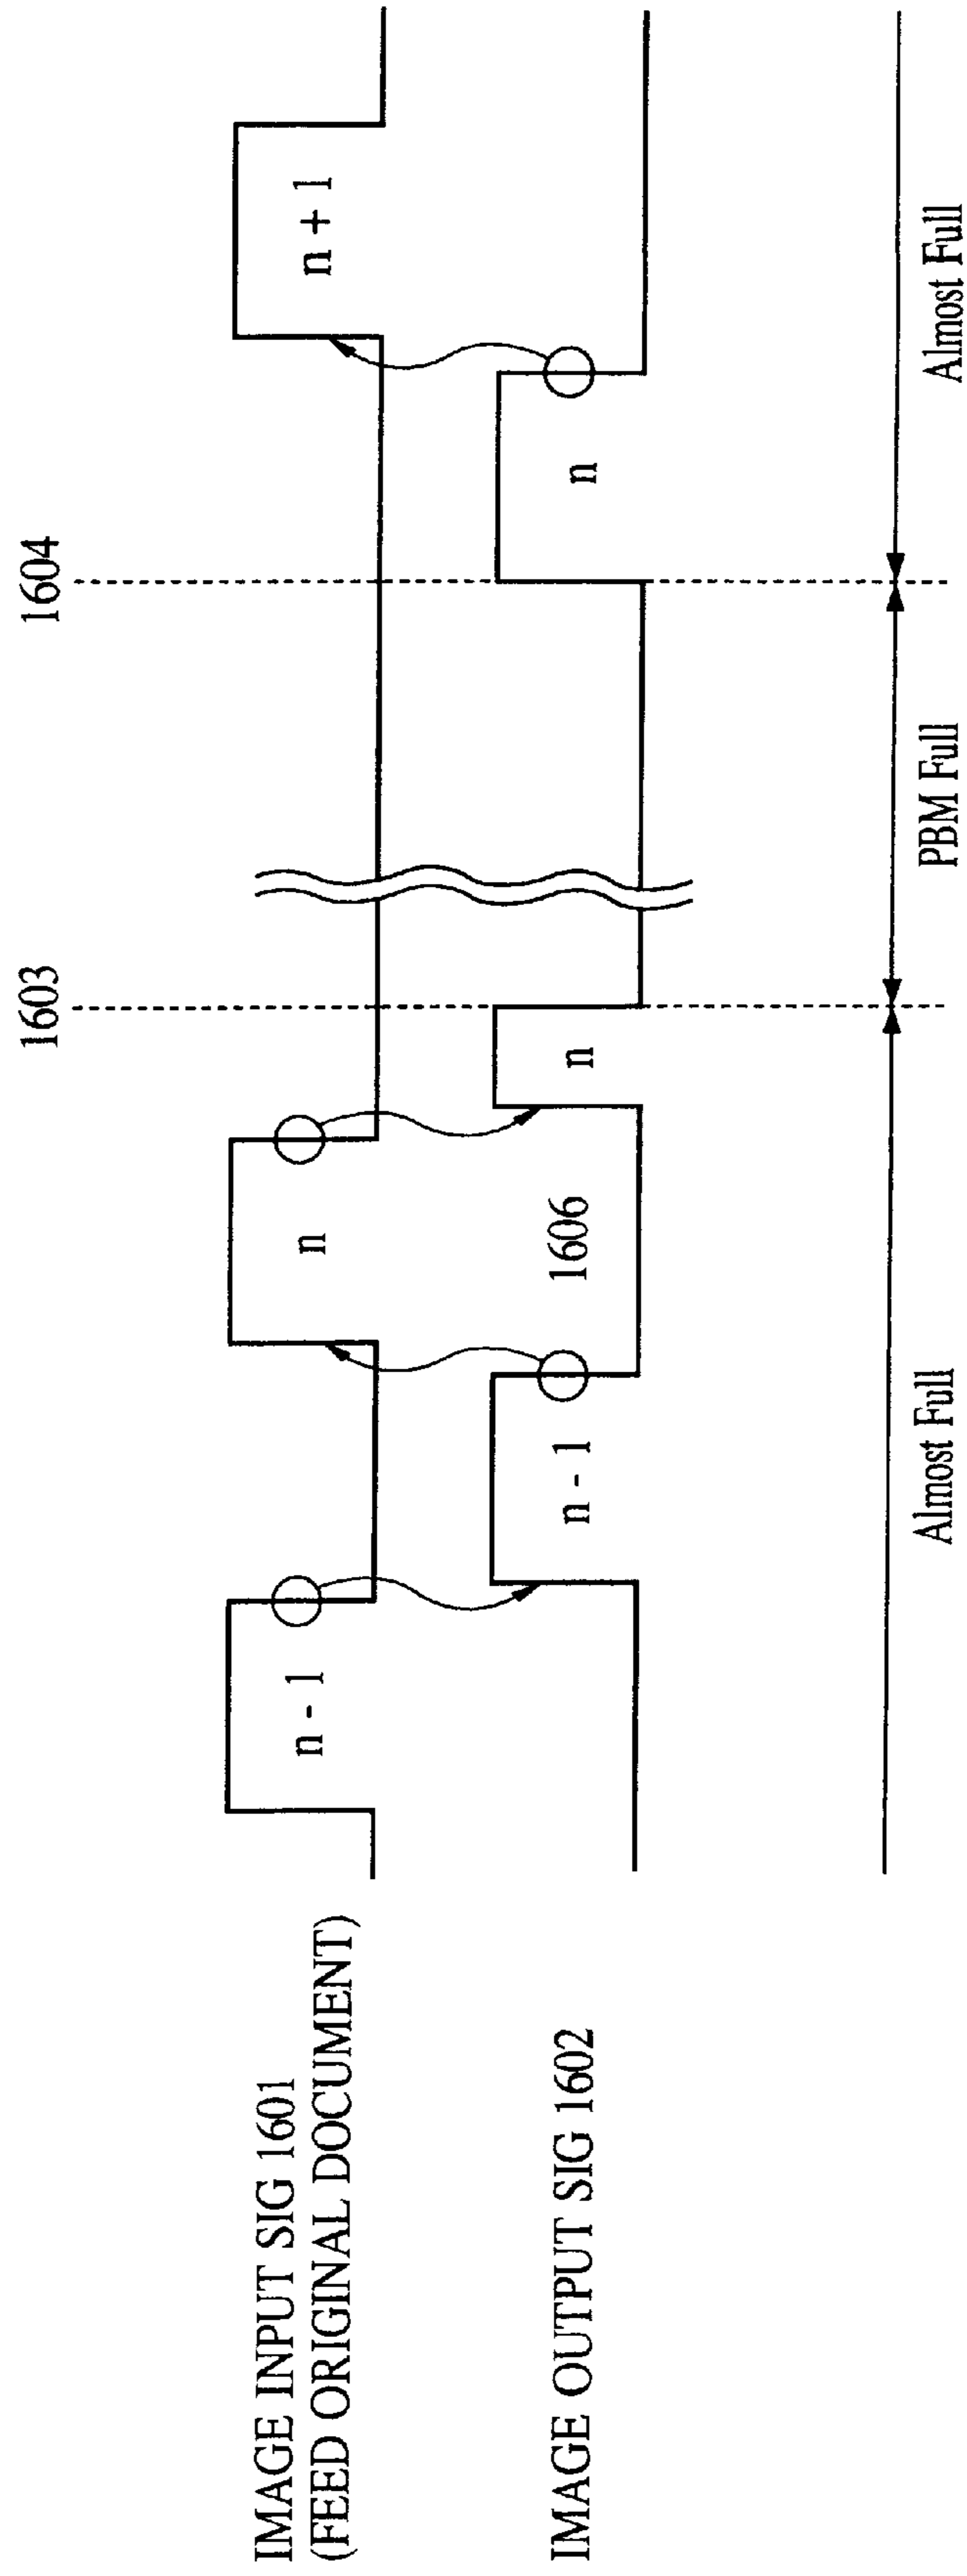 1603
1604
IMAGE INPUT SIG 1601
(FEED ORIGINAL DOCUMENT)
n - 1
n
n + 1
IMAGE OUTPUT SIG 1602
n - 1
1606
n
n
Almost Full
PBM Full
Almost Full